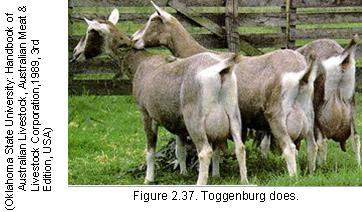 (Oklahoma State University: Handbook of
Australian Livestock, Australian Meat &
Livestock Corporation,1989, 3rd
Edition, USA)
Figure 2.37. Toggenburg does.